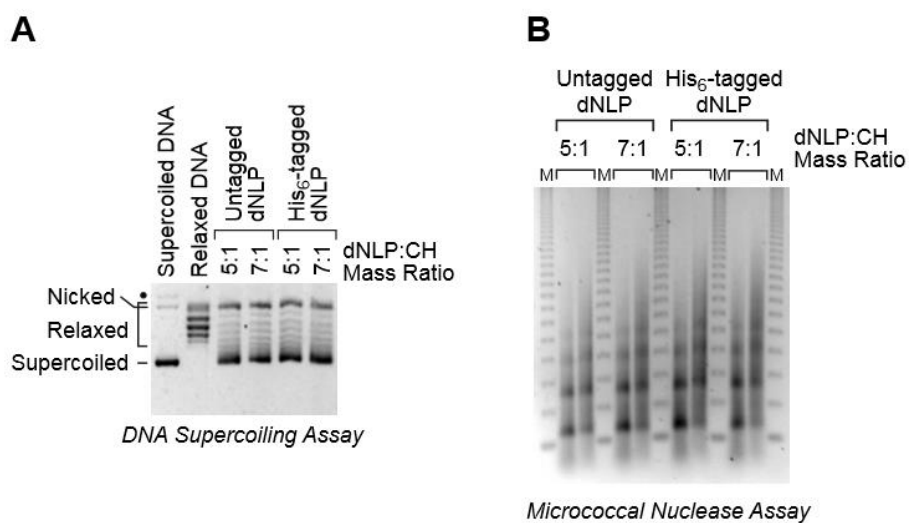 A
Supercoiled DNA
Relaxed DNA
Untagged
dNLP
His6-tagged
dNLP
5:1
7:1
5:1
7:1
dNLP:CH
Mass Ratio
Nicked
Relaxed
Supercoiled
DNA Supercoiling Assay
B
Untagged
dNLP
His6-tagged
dNLP
5:1 7:1 5:1 7:1
dNLP:CH
Mass Ratio
M M M M M
Micrococcal Nuclease Assay